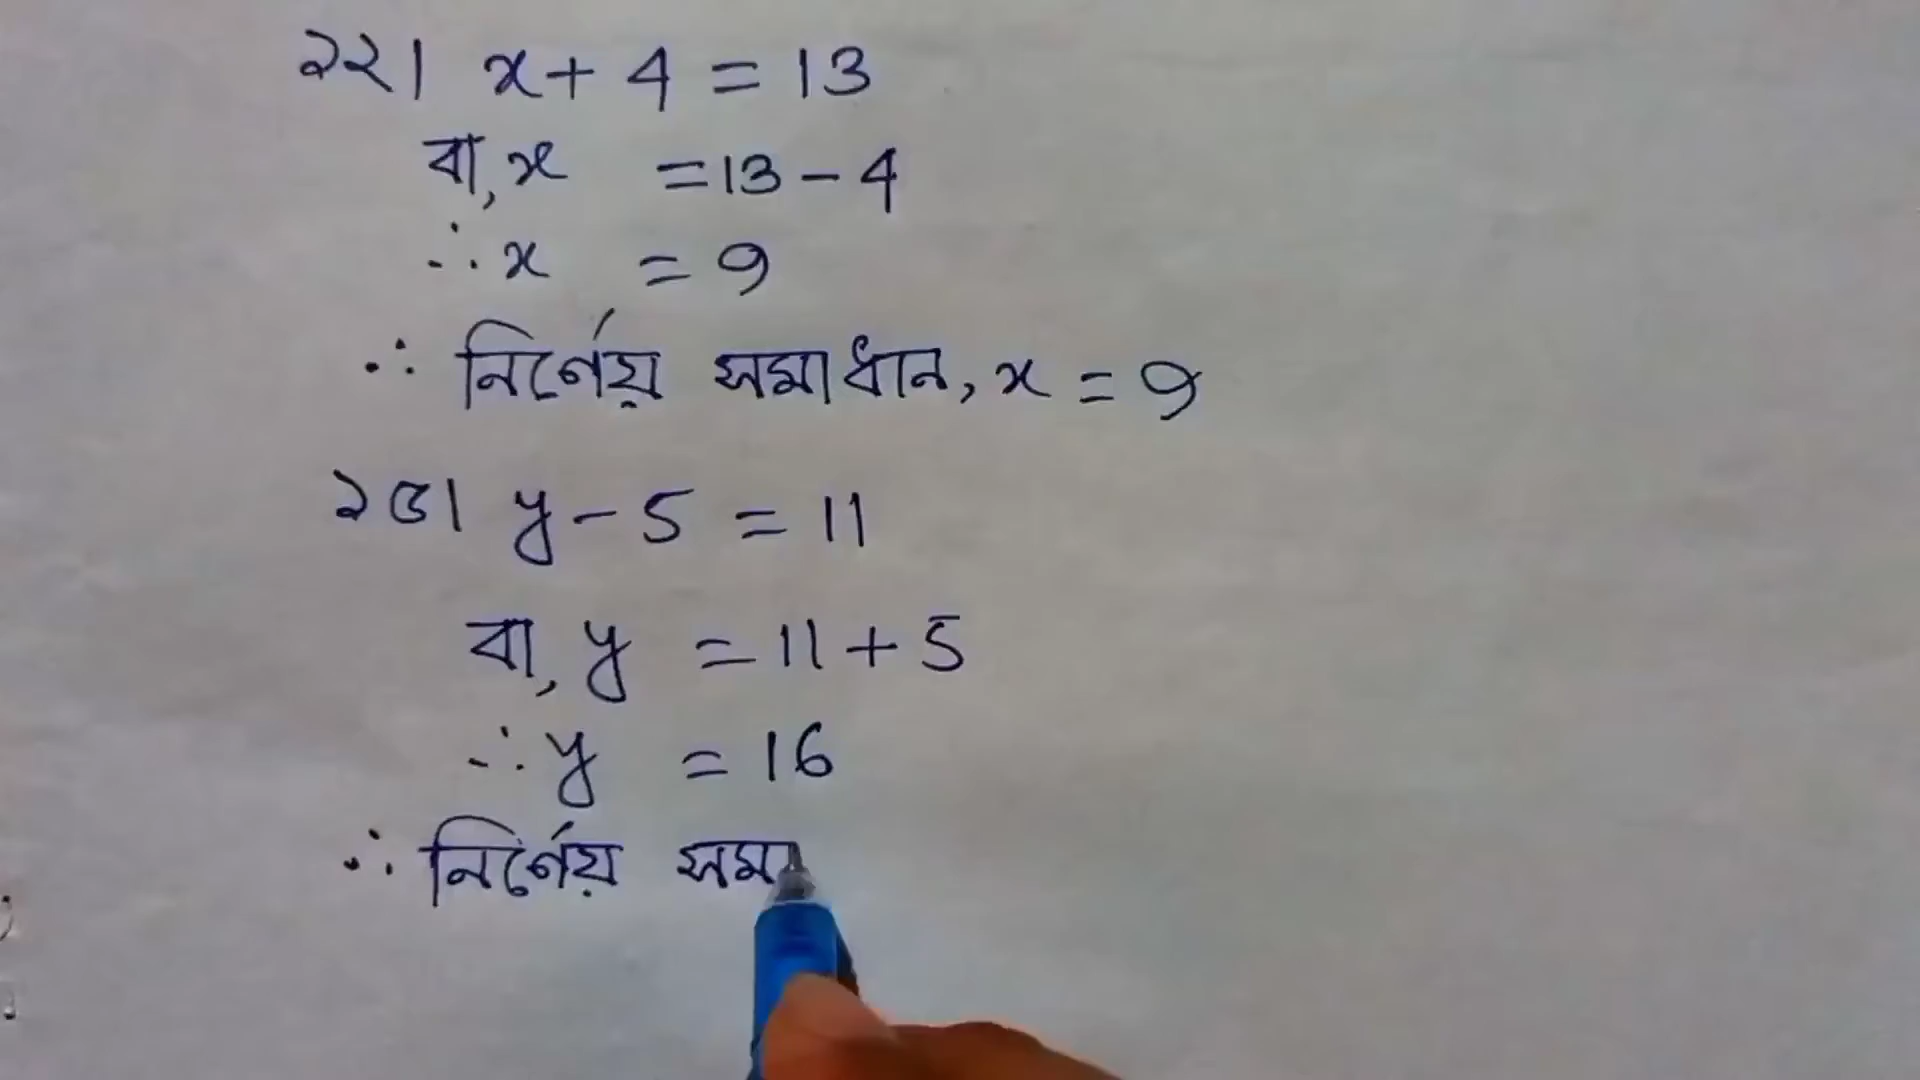 ২২। x + 4 = 13
বা, x = 13 - 4
∴ x = 9
∴ নির্ণেয় সমাধান, x = 9
২৩। y - 5 = 11
বা, y = 11 + 5
∴ y = 16
∴ নির্ণেয় সমা